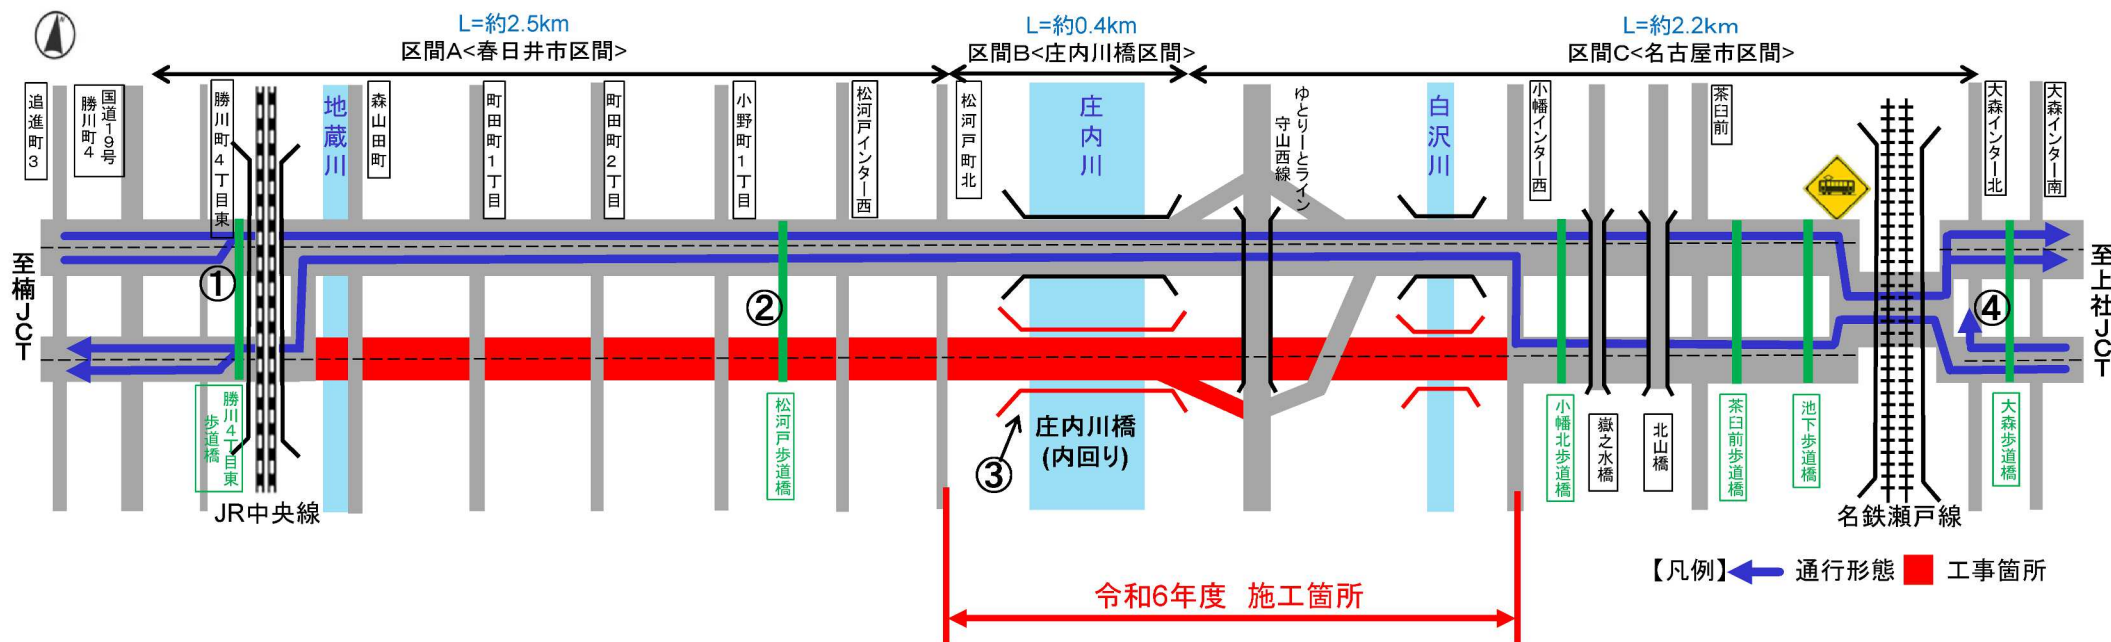 L=約2.5km
区間A<春日井市区間>
L=約0.4km
区間B<庄内川橋区間>
L=約2.2km
区間C<名古屋市区間>
追進町3
国道19号
勝川町4
勝川町4丁目東
地蔵川
森山田町
町田町1丁目
町田町2丁目
小野町1丁目
松河戸インター西
松河戸町北
庄内川
ゆとりーとライン
守山西線
白沢川
小幡インター西
茶臼前
大森インター北
大森インター南
至楠JCT
至上社JCT
①
②
③
④
勝川4丁目東
歩道橋
松河戸歩道橋
庄内川橋
(内回り)
小幡北歩道橋
嶽之水橋
北山橋
茶臼前歩道橋
池下歩道橋
大森歩道橋
JR中央線
名鉄瀬戸線
【凡例】
通行形態
工事箇所
令和6年度 施工箇所